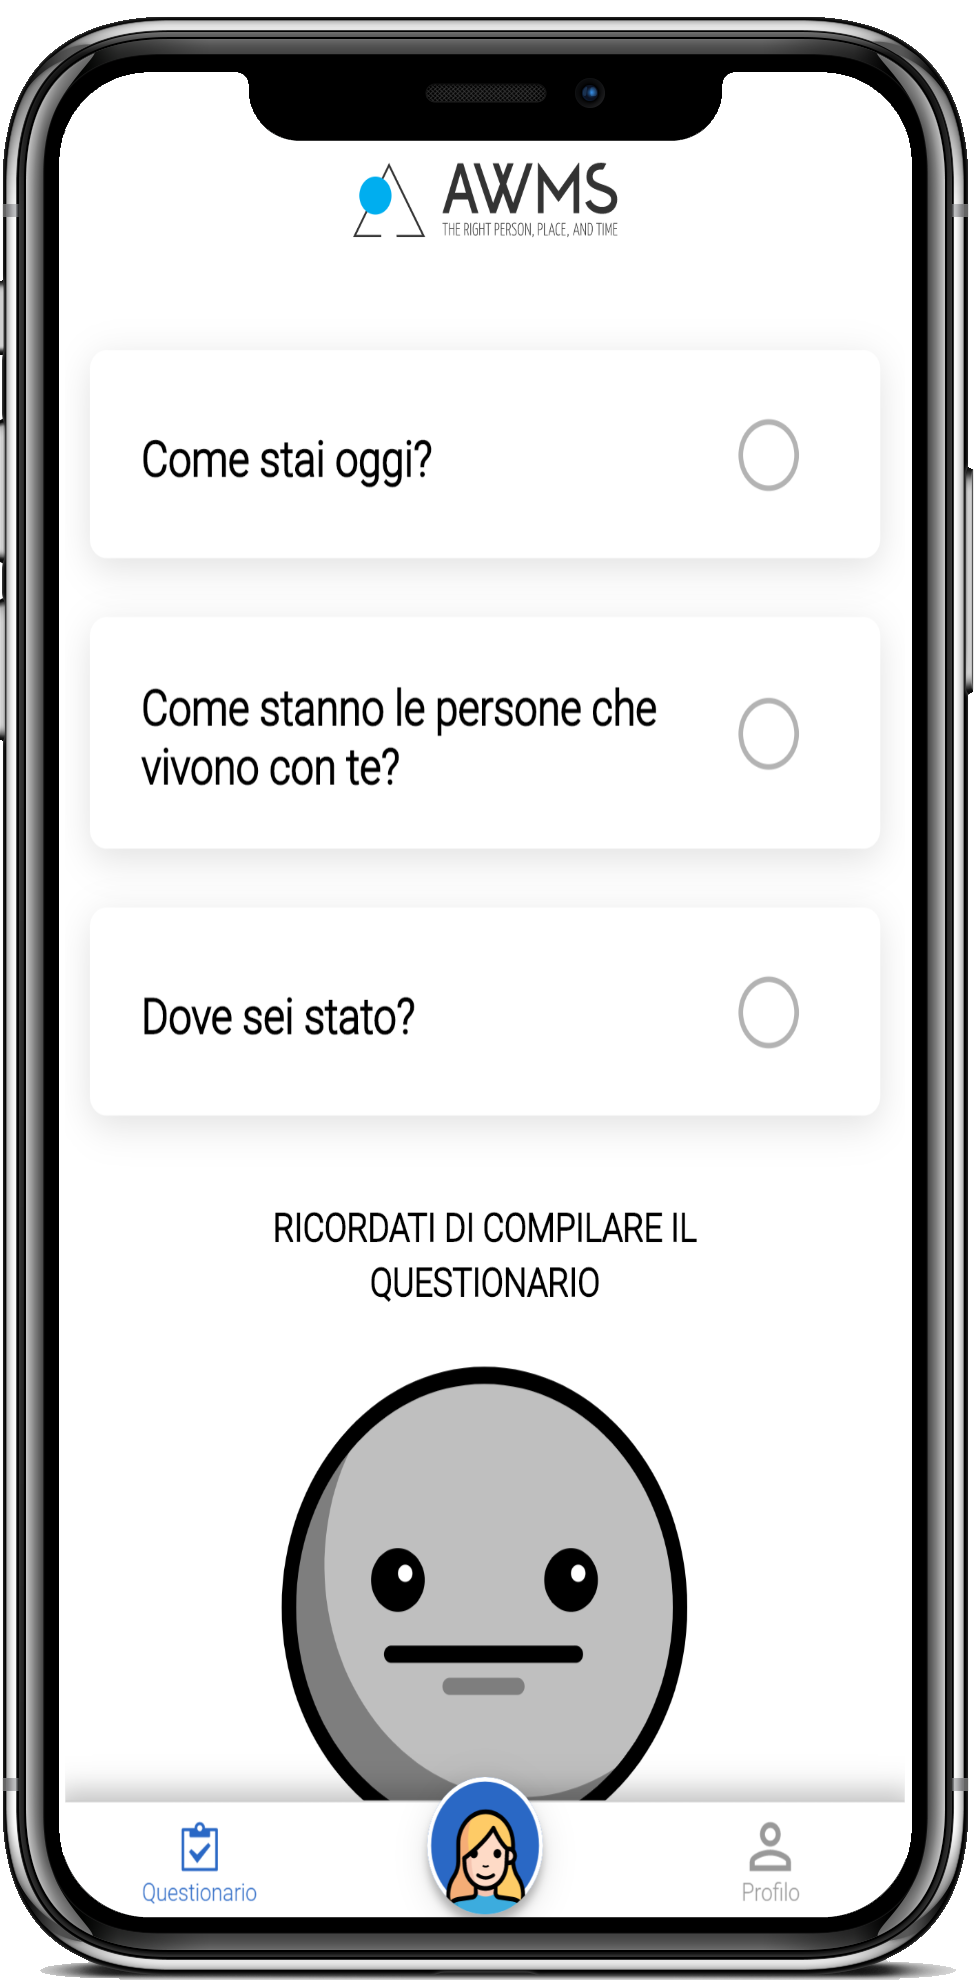 AWMS
THE RIGHT PERSON, PLACE, AND TIME
Come stai oggi?
Come stanno le persone che
vivono con te?
Dove sei stato?
RICORDATI DI COMPILARE IL
QUESTIONARIO
Questionario
Profilo